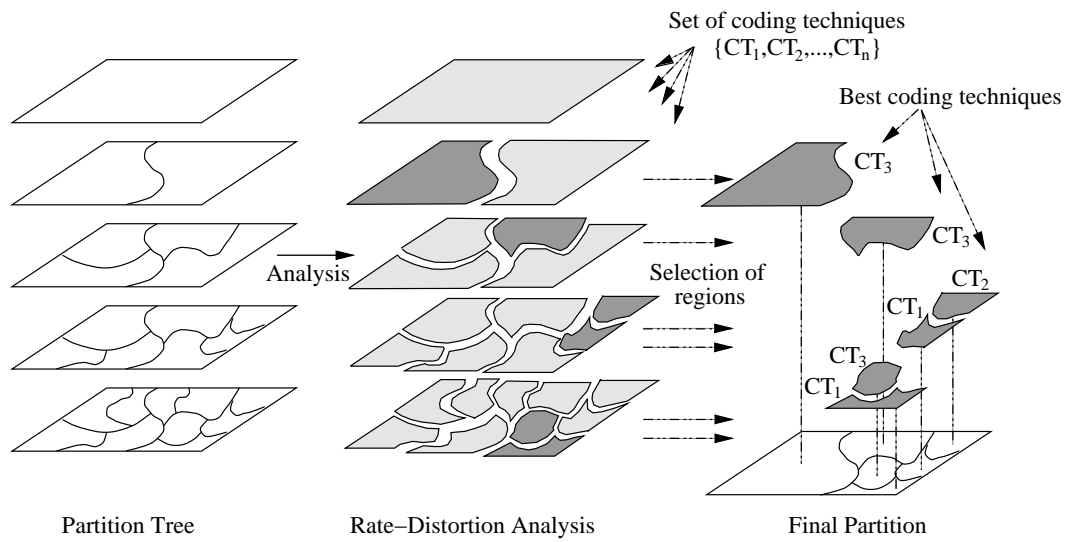 Set of coding techniques
{CT₁,CT₂,...,CTₙ}
Best coding techniques
CT₃
CT₃
Analysis
Selection of
regions
CT₂
CT₁
CT₃
CT₁
Partition Tree
Rate−Distortion Analysis
Final Partition